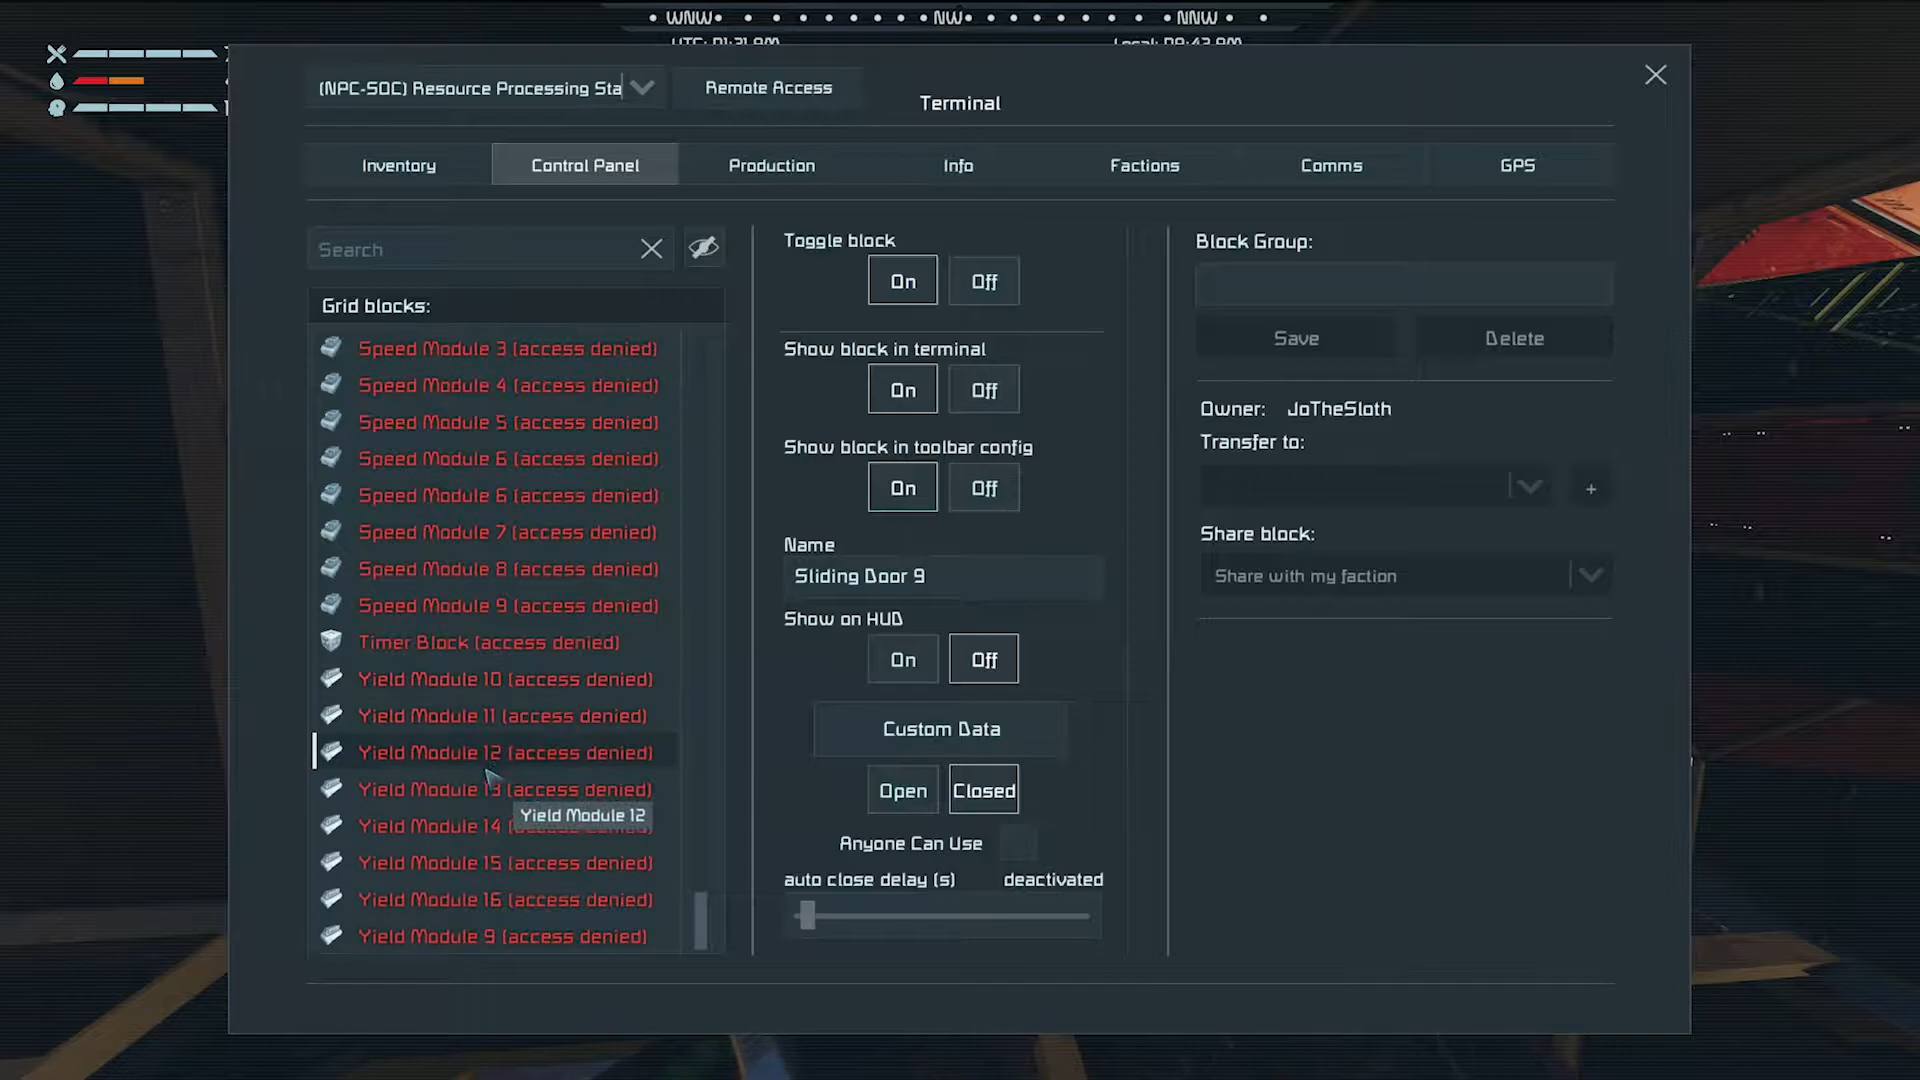 WNW NW NNW
(NPC-SOC) Resource Processing Sta
Remote Access
Terminal
Inventory
Control Panel
Production
Info
Factions
Comms
GPS
Search
Grid blocks:
Speed Module 3 (access denied)
Speed Module 4 (access denied)
Speed Module 5 (access denied)
Speed Module 6 (access denied)
Speed Module 6 (access denied)
Speed Module 7 (access denied)
Speed Module 8 (access denied)
Speed Module 9 (access denied)
Timer Block (access denied)
Yield Module 10 (access denied)
Yield Module 11 (access denied)
Yield Module 12 (access denied)
Yield Module 13 (access denied)
Yield Module 12
Yield Module 14
Yield Module 15 (access denied)
Yield Module 16 (access denied)
Yield Module 9 (access denied)
Toggle block
On Off
Show block in terminal
On Off
Show block in toolbar config
On Off
Name
Sliding Door 9
Show on HUD
On Off
Custom Data
Open Closed
Anyone Can Use
auto close delay (s) deactivated
Block Group:
Save Delete
Owner: JoTheSloth
Transfer to:
+
Share block:
Share with my faction